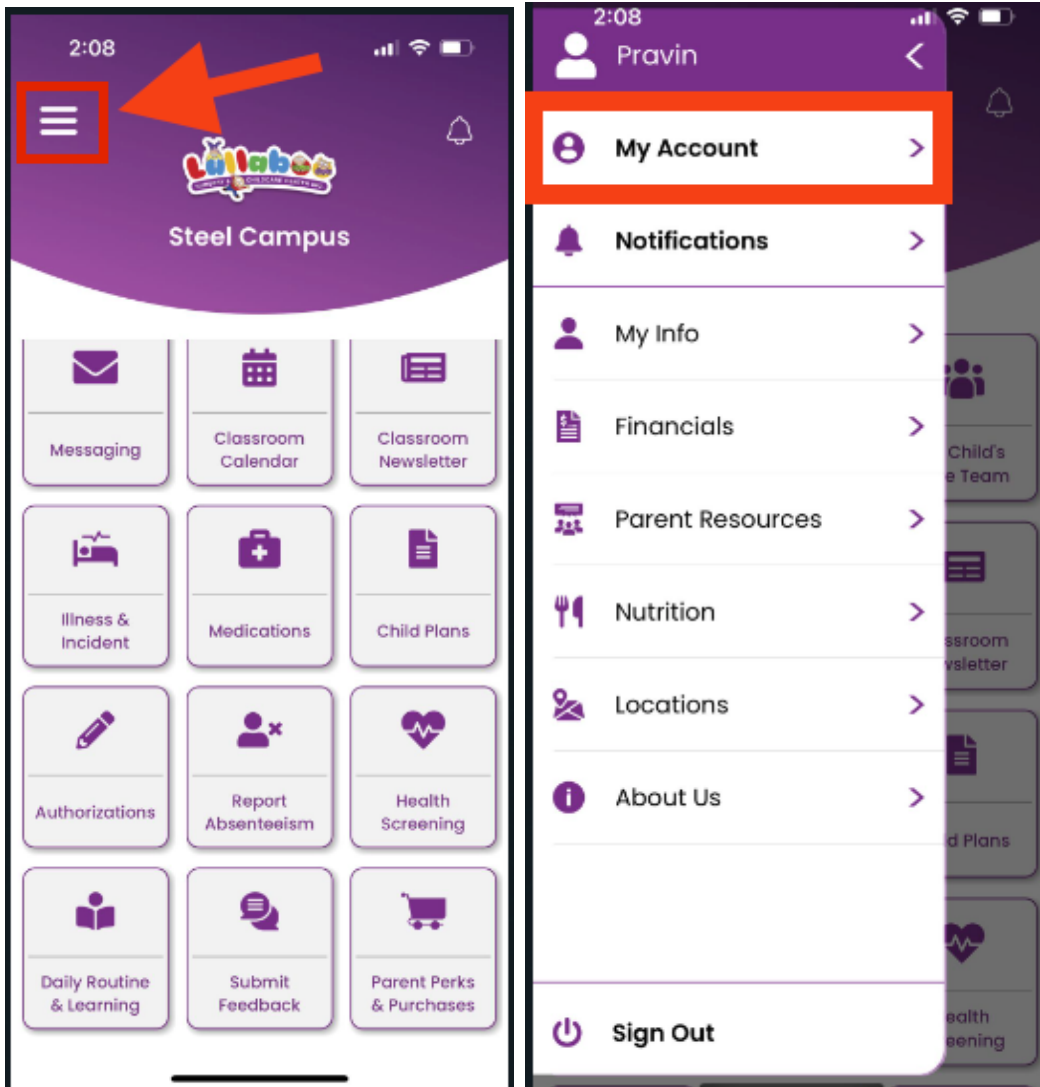 2:08
Lullaboo
Steel Campus
Messaging
Classroom
Calendar
Classroom
Newsletter
Illness &
Incident
Medications
Child Plans
Authorizations
Report
Absenteeism
Health
Screening
Daily Routine
& Learning
Submit
Feedback
Parent Perks
& Purchases
2:08
Pravin
My Account
Notifications
My Info
Financials
Parent Resources
Nutrition
Locations
About Us
Sign Out
Child's
e Team
ssroom
wsletter
d Plans
ealth
eening